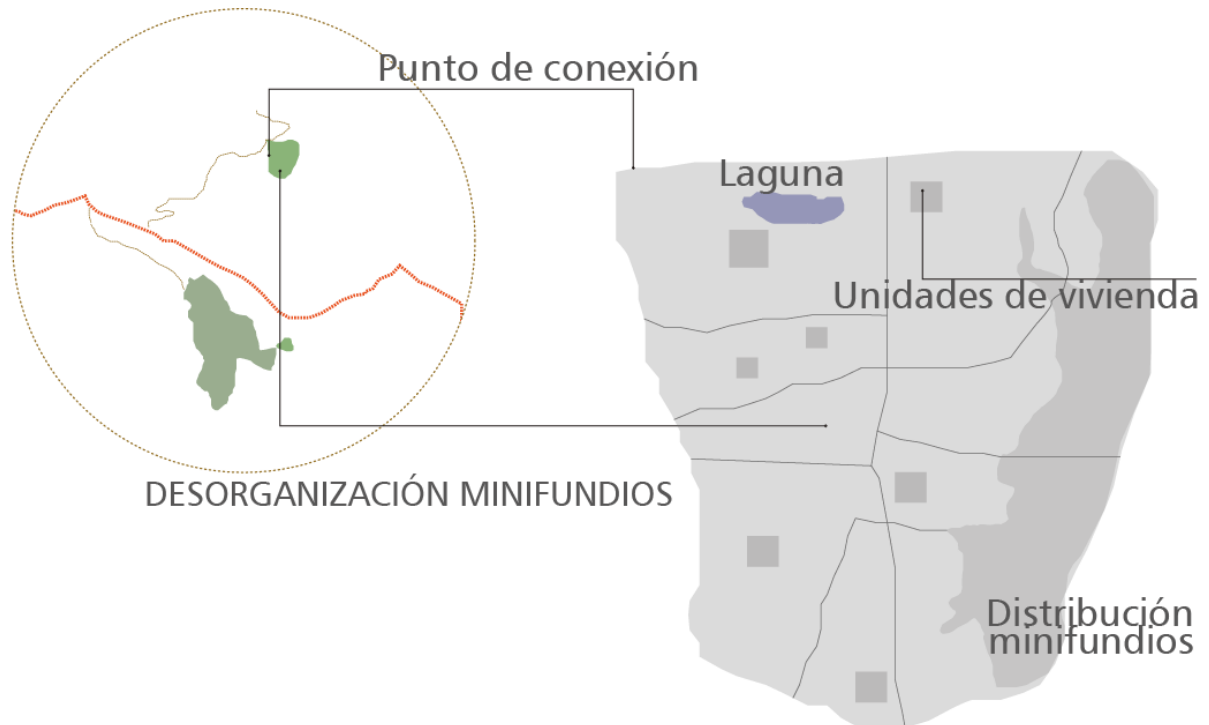 Punto de conexión
Laguna
Unidades de vivienda
DESORGANIZACIÓN MINIFUNDIOS
Distribución
minifundios